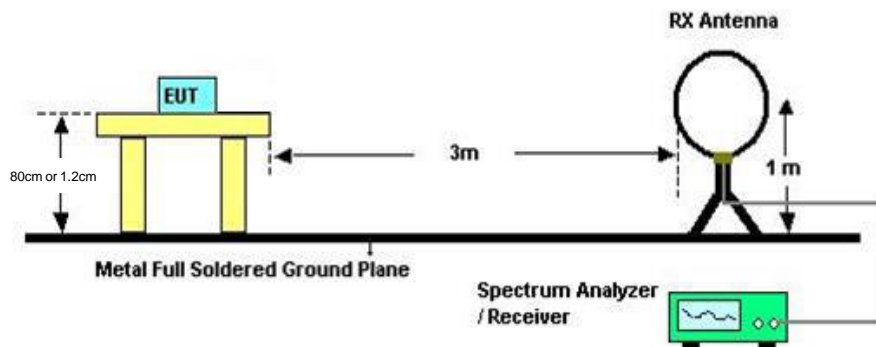 RX Antenna
EUT
80cm or 1.2cm
3m
1 m
Metal Full Soldered Ground Plane
Spectrum Analyzer
/ Receiver